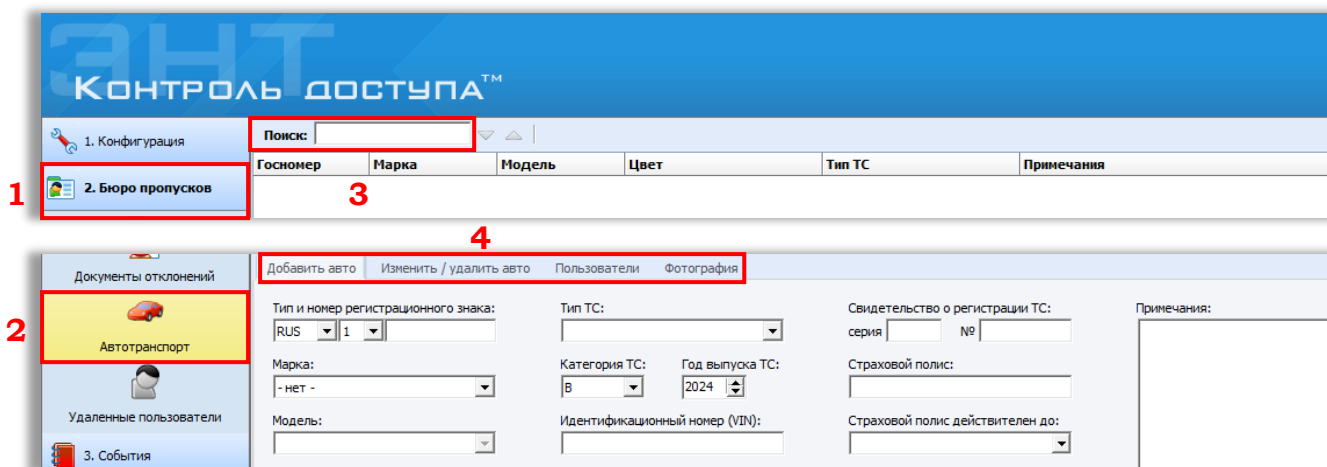 ЭНТ
Контроль доступа™
1. Конфигурация
Поиск:
Госномер Марка Модель Цвет Тип ТС Примечания
1 2. Бюро пропусков
3
4
Документы отклонений
Добавить авто Изменить / удалить авто Пользователи Фотография
2
Автотранспорт
Тип и номер регистрационного знака: Тип ТС: Свидетельство о регистрации ТС: Примечания:
RUS 1 серия №
Марка: Категория ТС: Год выпуска ТС: Страховой полис:
- нет - B 2024
Удаленные пользователи
Модель: Идентификационный номер (VIN): Страховой полис действителен до:
3. События